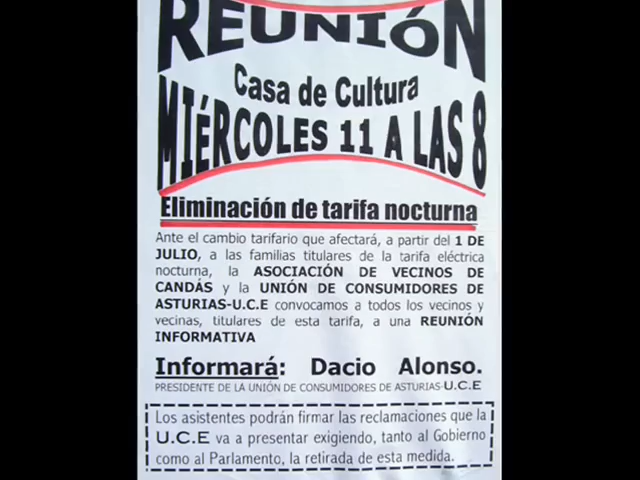 REUNIÓN
Casa de Cultura
MIÉRCOLES 11 A LAS 8
Eliminación de tarifa nocturna
Ante el cambio tarifario que afectará, a partir del 1 DE
JULIO, a las familias titulares de la tarifa eléctrica
nocturna, la ASOCIACIÓN DE VECINOS DE
CANDÁS y la UNIÓN DE CONSUMIDORES DE
ASTURIAS-U.C.E convocamos a todos los vecinos y
vecinas, titulares de esta tarifa, a una REUNIÓN
INFORMATIVA
Informará: Dacio Alonso.
PRESIDENTE DE LA UNIÓN DE CONSUMIDORES DE ASTURIAS-U.C.E
Los asistentes podrán firmar las reclamaciones que la
U.C.E va a presentar exigiendo, tanto al Gobierno
como al Parlamento, la retirada de esta medida.